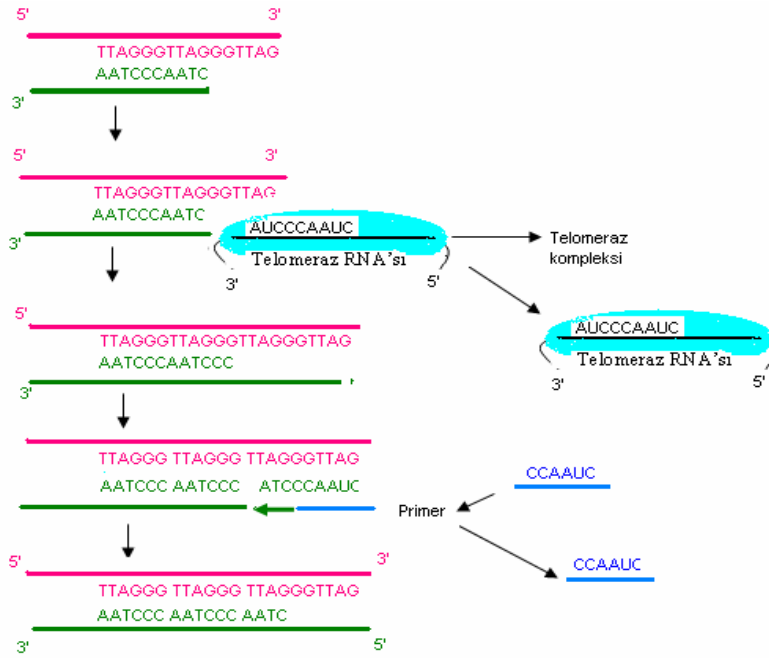 5' 3'
TTAGGGTTAGGGTTAG
AATCCCAATC
3'
5' 3'
TTAGGGTTAGGGTTAG
AATCCCAATC
AUCCCAAUC
Telomeraz RNA'sı
3' 5'
Telomeraz
kompleksi
AUCCCAAUC
Telomeraz RNA'sı
3' 5'
5'
TTAGGGTTAGGGTTAGGGTTAG
AATCCCAATCCC
3'
TTAGGG TTAGGG TTAGGGTTAG
AATCCC AATCCC ATCCCAAUC
Primer
CCAAUC
CCAAUC
5' 3'
TTAGGG TTAGGG TTAGGGTTAG
AATCCC AATCCC AATC
3' 5'